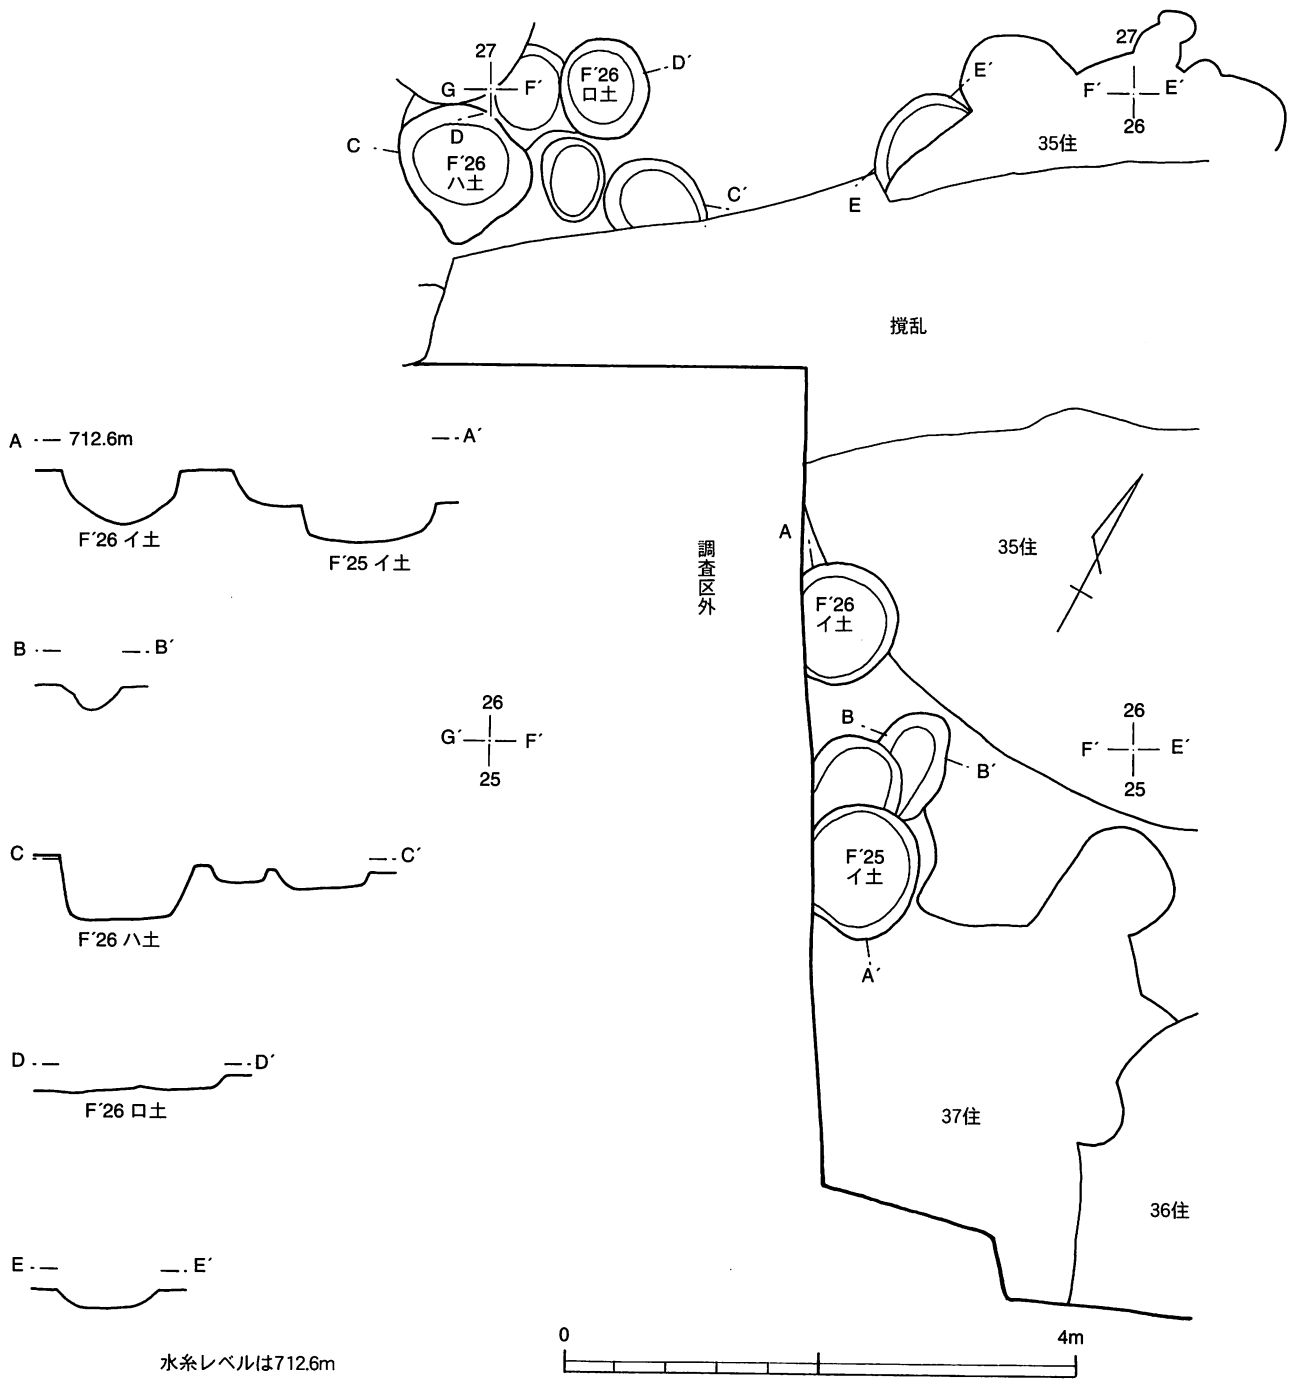 27
G F´
D
F´26
ハ土
C
F´26
ロ土
D´
C´
E´
E
27
F´ E´
26
35住
撹乱
A 712.6m A´
F´26 イ土
F´25 イ土
B B´
C C´
F´26 ハ土
D D´
F´26 ロ土
E E´
水糸レベルは712.6m
調査区外
26
G´ F´
25
A
F´26
イ土
35住
B
B´
F´25
イ土
A´
26
F´ E´
25
37住
36住
0 4m